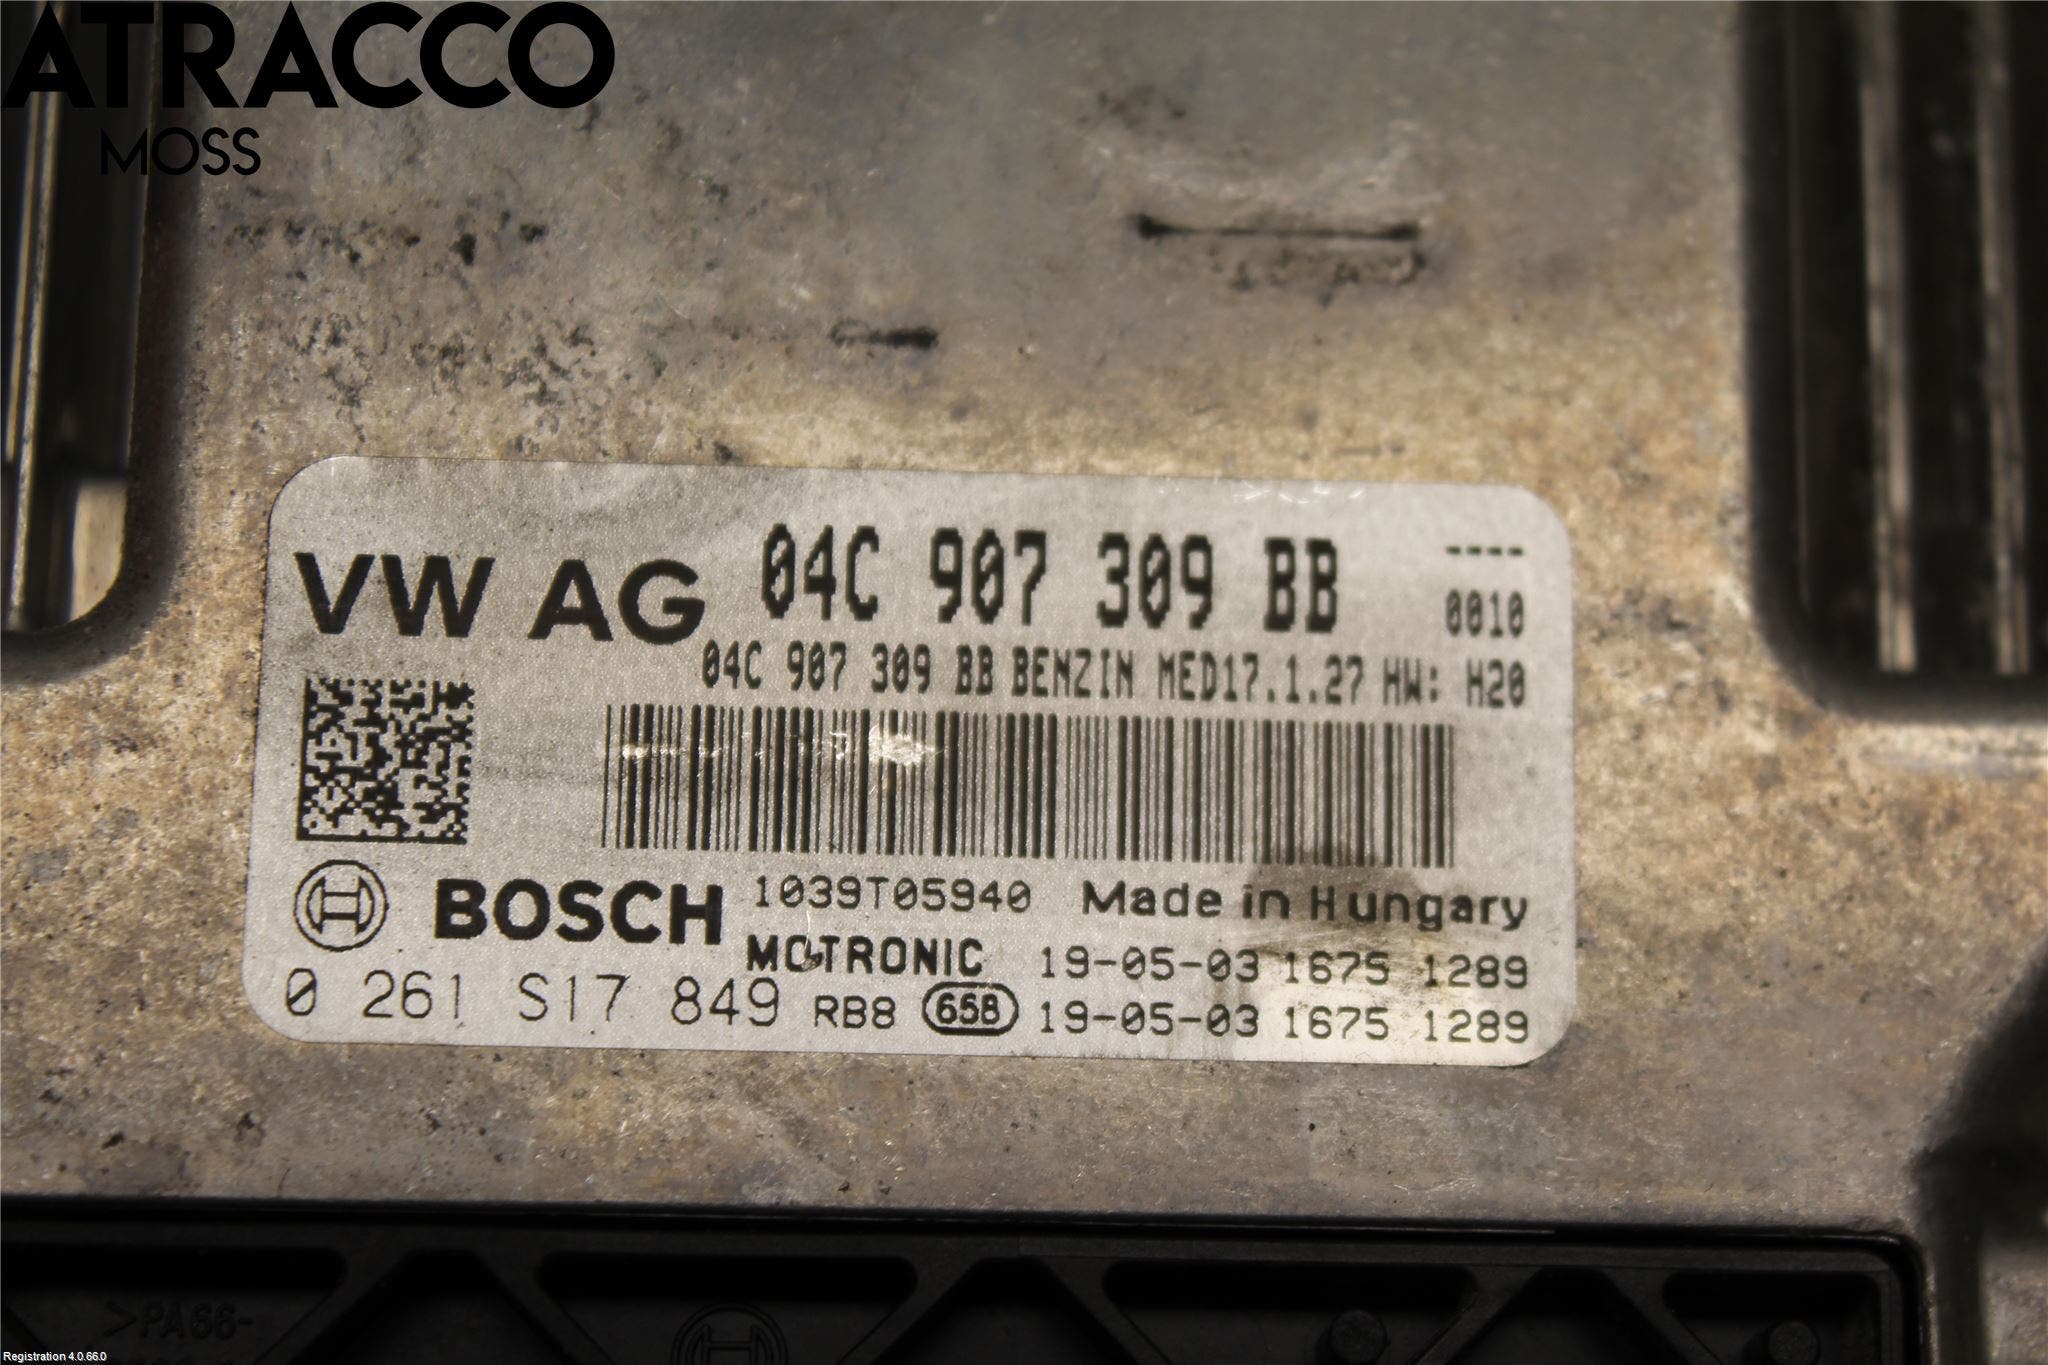 ATRACCO
MOSS
VW AG 04C 907 309 BB ----
0010
04C 907 309 BB BENZIN MED17.1.27 HW: H20
BOSCH 1039T05940 Made in Hungary
MOTRONIC 19-05-03 1675 1289
0 261 S17 849 RB8 658 19-05-03 1675 1289
>PA66-
Registration 4.0.66.0